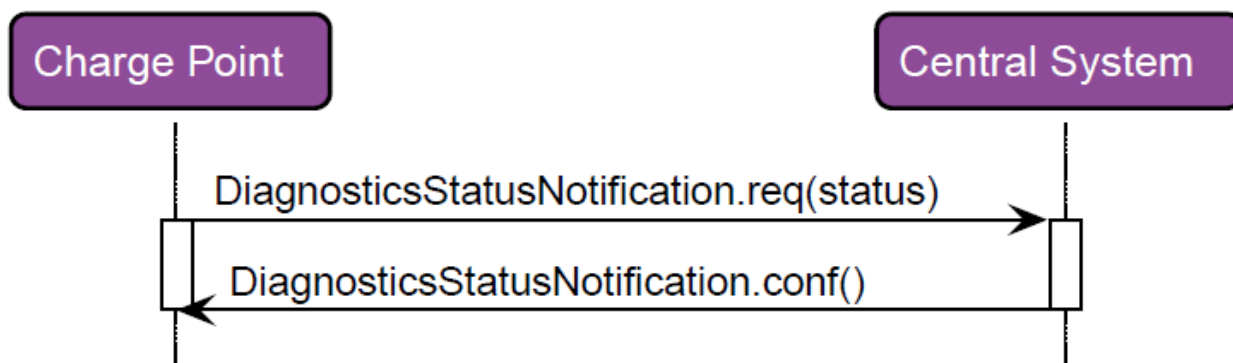 Charge Point
Central System
DiagnosticsStatusNotification.req(status)
DiagnosticsStatusNotification.conf()